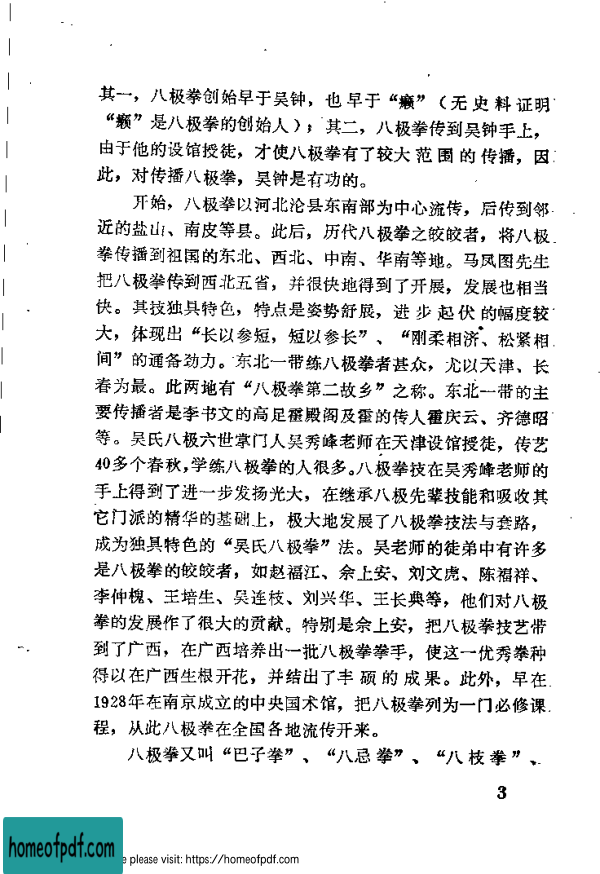 其一，八极拳创始早于吴钟，也早于“癞”（无史料证明
“癞”是八极拳的创始人）；其二，八极拳传到吴钟手上，
由于他的设馆授徒，才使八极拳有了较大范围的传播，因
此，对传播八极拳，吴钟是有功的。
开始，八极拳以河北沦县东南部为中心流传，后传到邻
近的盐山、南皮等县。此后，历代八极拳之皎皎者，将八极
拳传播到祖国的东北、西北、中南、华南等地。马凤图先生
把八极拳传到西北五省，并很快地得到了开展，发展也相当
快。其技独具特色，特点是姿势舒展，进步起伏的幅度较
大，体现出“长以参短，短以参长”、“刚柔相济、松紧相
间”的通备劲力。东北一带练八极拳者甚众，尤以天津、长
春为最。此两地有“八极拳第二故乡”之称。东北一带的主
要传播者是李书文的高足霍殿阁及霍的传人霍庆云、齐德昭
等。吴氏八极六世掌门人吴秀峰老师在天津设馆授徒，传艺
40多个春秋，学练八极拳的人很多。八极拳技在吴秀峰老师的
手上得到了进一步发扬光大，在继承八极先辈技能和吸收其
它门派的精华的基础上，极大地发展了八极拳技法与套路，
成为独具特色的“吴氏八极拳”法。吴老师的徒弟中有许多
是八极拳的皎皎者，如赵福江、佘上安、刘文虎、陈福祥、
李仲槐、王培生、吴连枝、刘兴华、王长典等，他们对八极
拳的发展作了很大的贡献。特别是佘上安，把八极拳技艺带
到了广西，在广西培养出一批八极拳拳手，使这一优秀拳种
得以在广西生根开花，并结出了丰硕的成果。此外，早在
1928年在南京成立的中央国术馆，把八极拳列为一门必修课
程，从此八极拳在全国各地流传开来。
八极拳又叫“巴子拳”、“八忌拳”、“八枝拳”、
3
homeofpdf.com
e please visit: https://homeofpdf.com